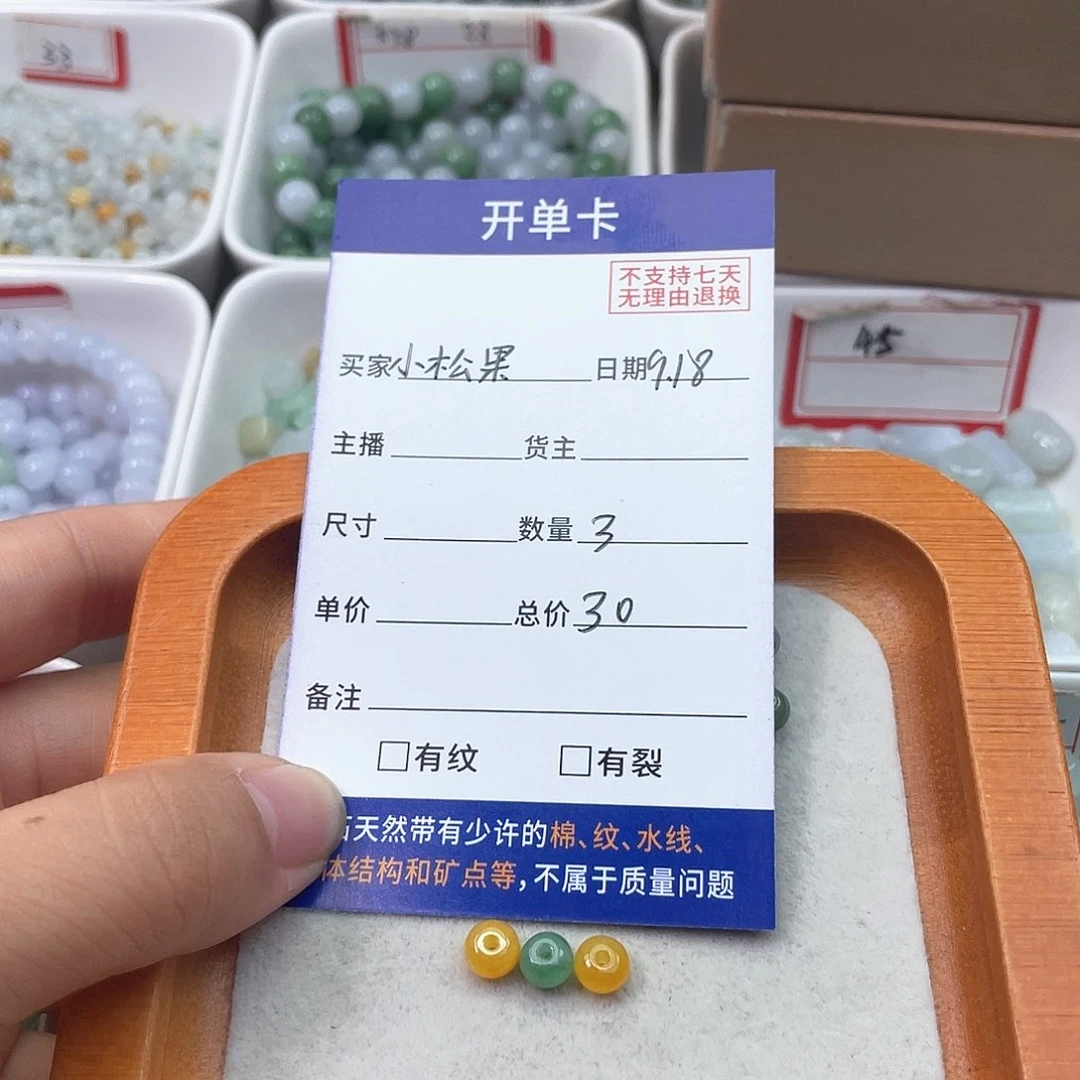 33
开单卡
不支持七天
无理由退换
45
买家小松果 日期9.18
主播 货主
尺寸 数量3
单价 总价30
备注
□有纹 □有裂
石天然带有少许的棉、纹、水线、
体结构和矿点等，不属于质量问题